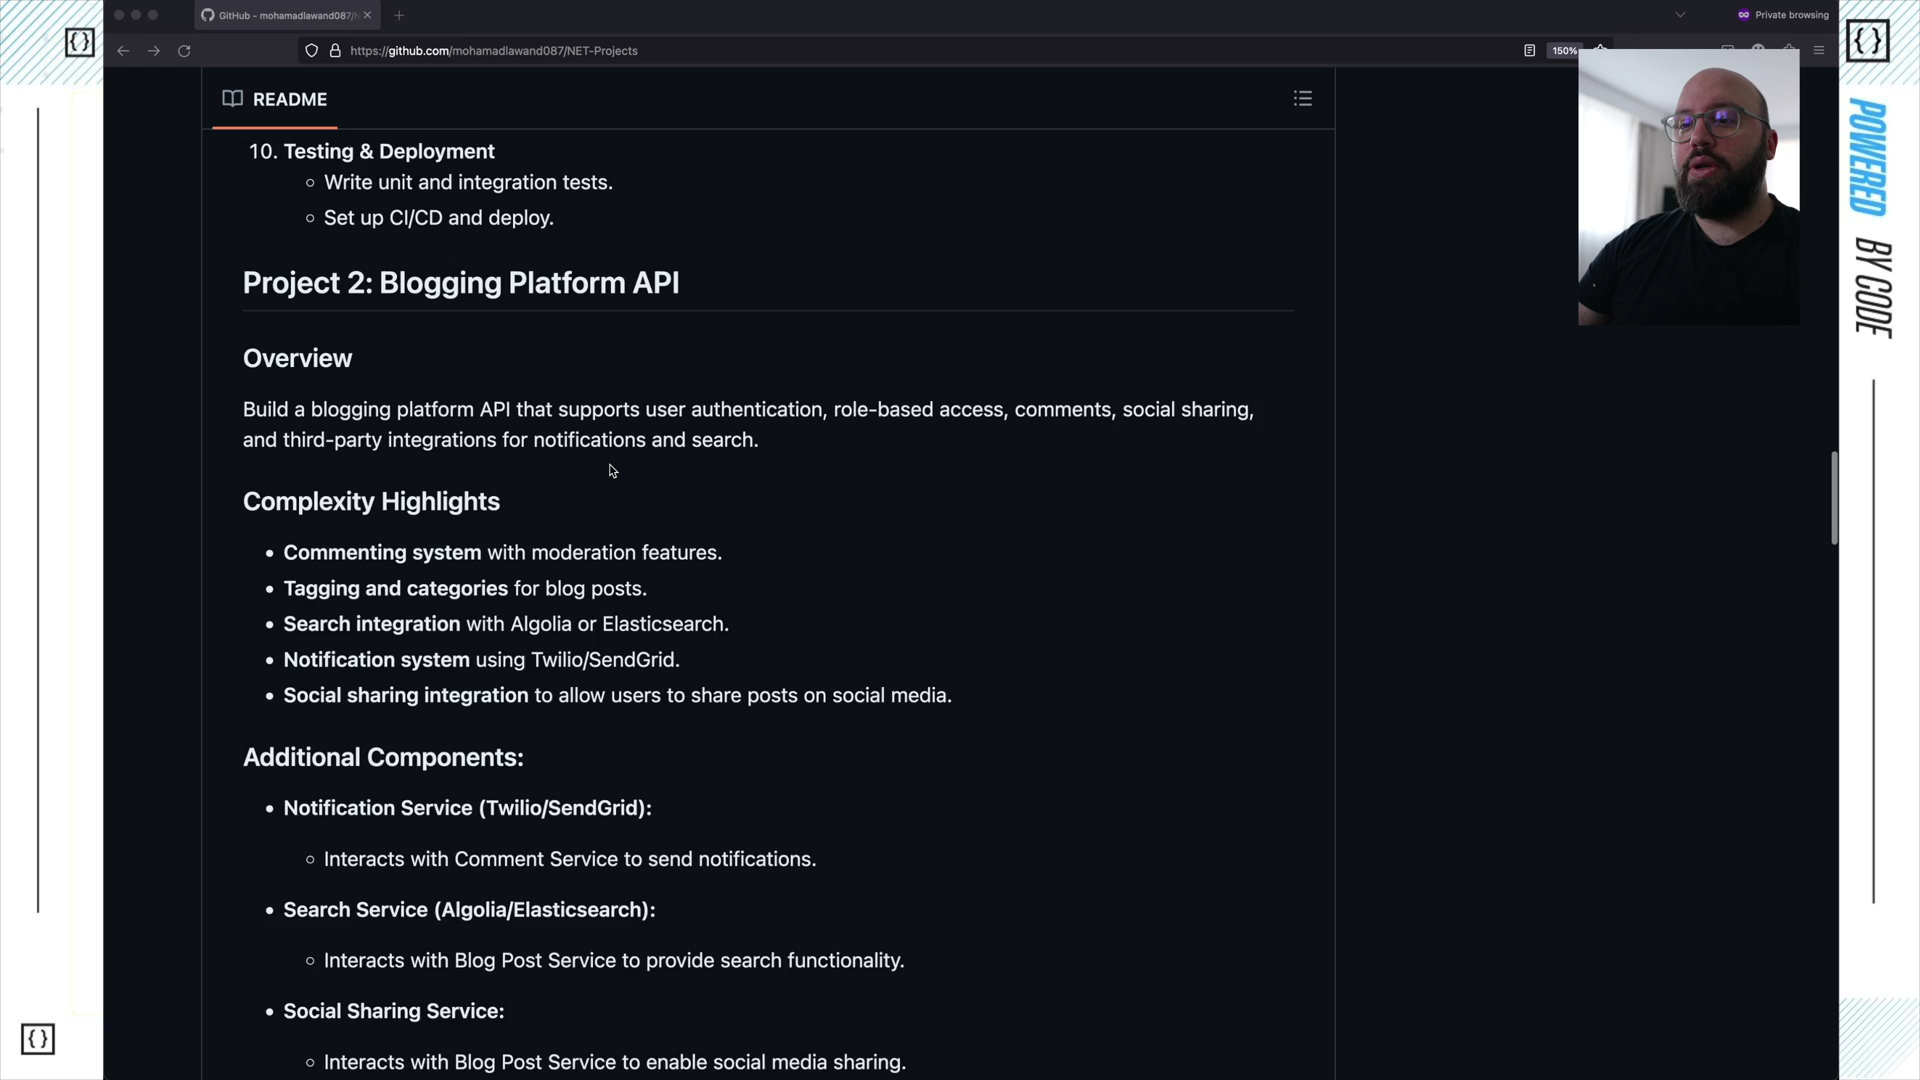 GitHub - mohamadlawand087/
Private browsing
https://github.com/mohamadlawand087/NET-Projects
150%
README
10. Testing & Deployment
Write unit and integration tests.
Set up CI/CD and deploy.
Project 2: Blogging Platform API
Overview
Build a blogging platform API that supports user authentication, role-based access, comments, social sharing,
and third-party integrations for notifications and search.
Complexity Highlights
Commenting system with moderation features.
Tagging and categories for blog posts.
Search integration with Algolia or Elasticsearch.
Notification system using Twilio/SendGrid.
Social sharing integration to allow users to share posts on social media.
Additional Components:
Notification Service (Twilio/SendGrid):
Interacts with Comment Service to send notifications.
Search Service (Algolia/Elasticsearch):
Interacts with Blog Post Service to provide search functionality.
Social Sharing Service:
Interacts with Blog Post Service to enable social media sharing.
{}
{}
{}
POWERED BY CODE